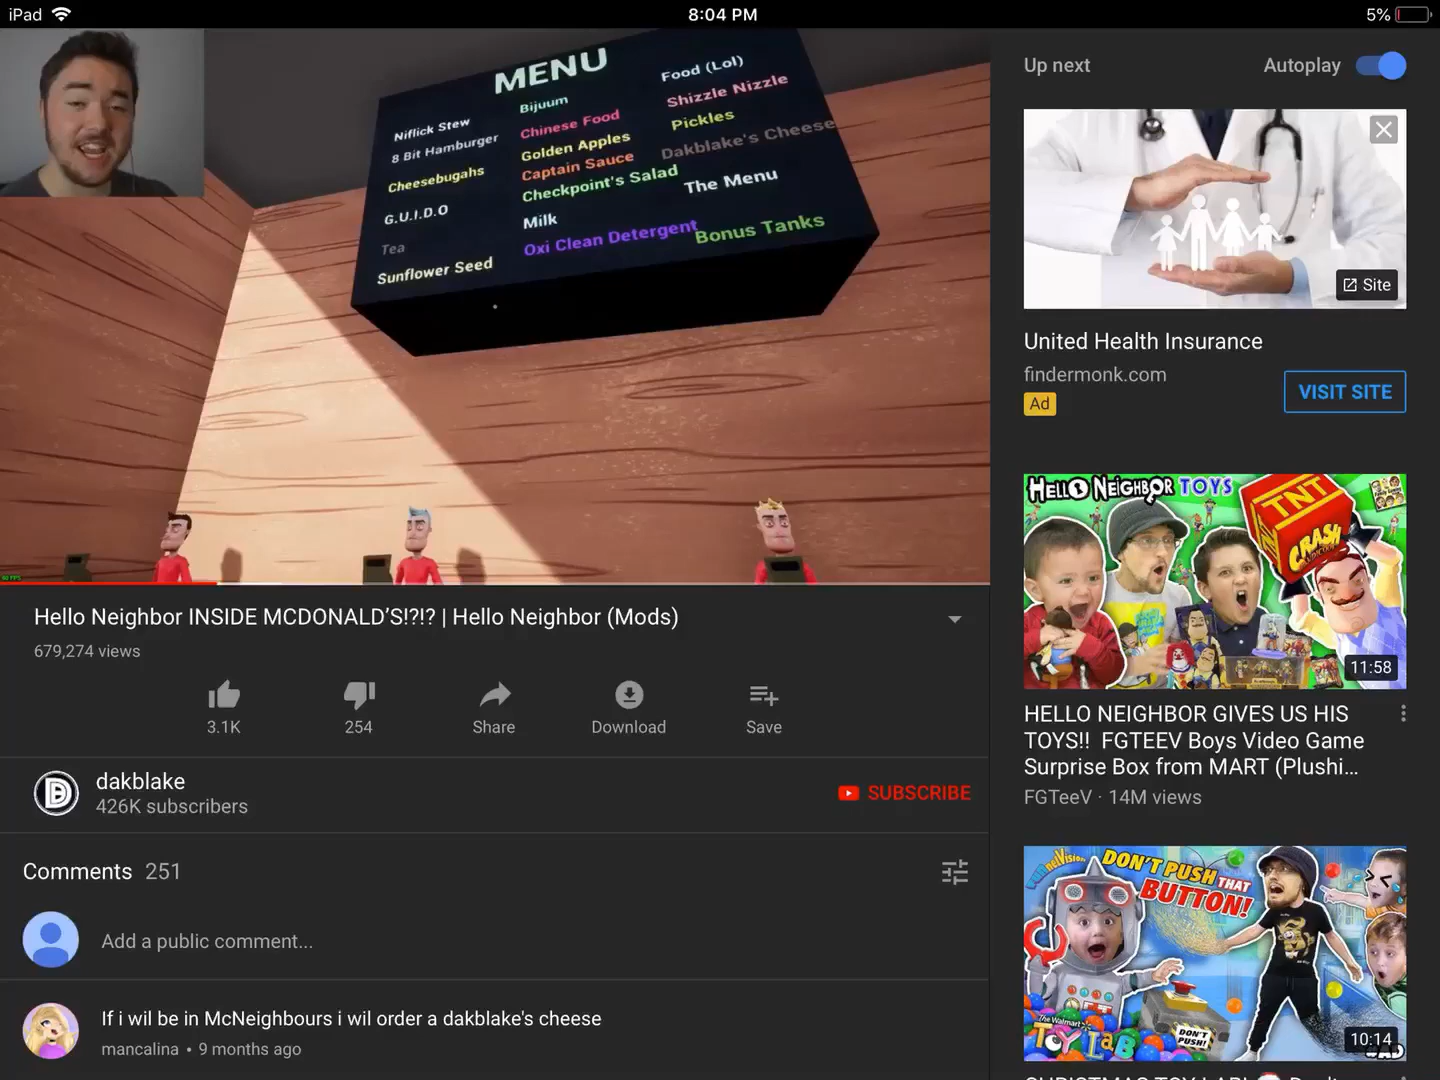 iPad
8:04 PM
5%
MENU
Niflick Stew
8 Bit Hamburger
Cheesebugahs
G.U.I.D.O
Tea
Sunflower Seed
Bijuum
Chinese Food
Golden Apples
Captain Sauce
Checkpoint's Salad
Milk
Oxi Clean Detergent
Food (Lol)
Shizzle Nizzle
Pickles
Dakblake's Cheese
The Menu
Bonus Tanks
Hello Neighbor INSIDE MCDONALD'S!?!? | Hello Neighbor (Mods)
679,274 views
3.1K
254
Share
Download
Save
dakblake
426K subscribers
SUBSCRIBE
Comments 251
Add a public comment...
If i wil be in McNeighbours i wil order a dakblake's cheese
mancalina • 9 months ago
Up next
Autoplay
Site
United Health Insurance
findermonk.com
Ad
VISIT SITE
HELLO NEIGHBOR TOYS
TNT
CRASH
11:58
HELLO NEIGHBOR GIVES US HIS
TOYS!! FGTEEV Boys Video Game
Surprise Box from MART (Plushi...
FGTeeV · 14M views
FUNnel Vision
DON'T PUSH THAT
BUTTON!
The Walmart
TOY LAB
DON'T
PUSH!
10:14